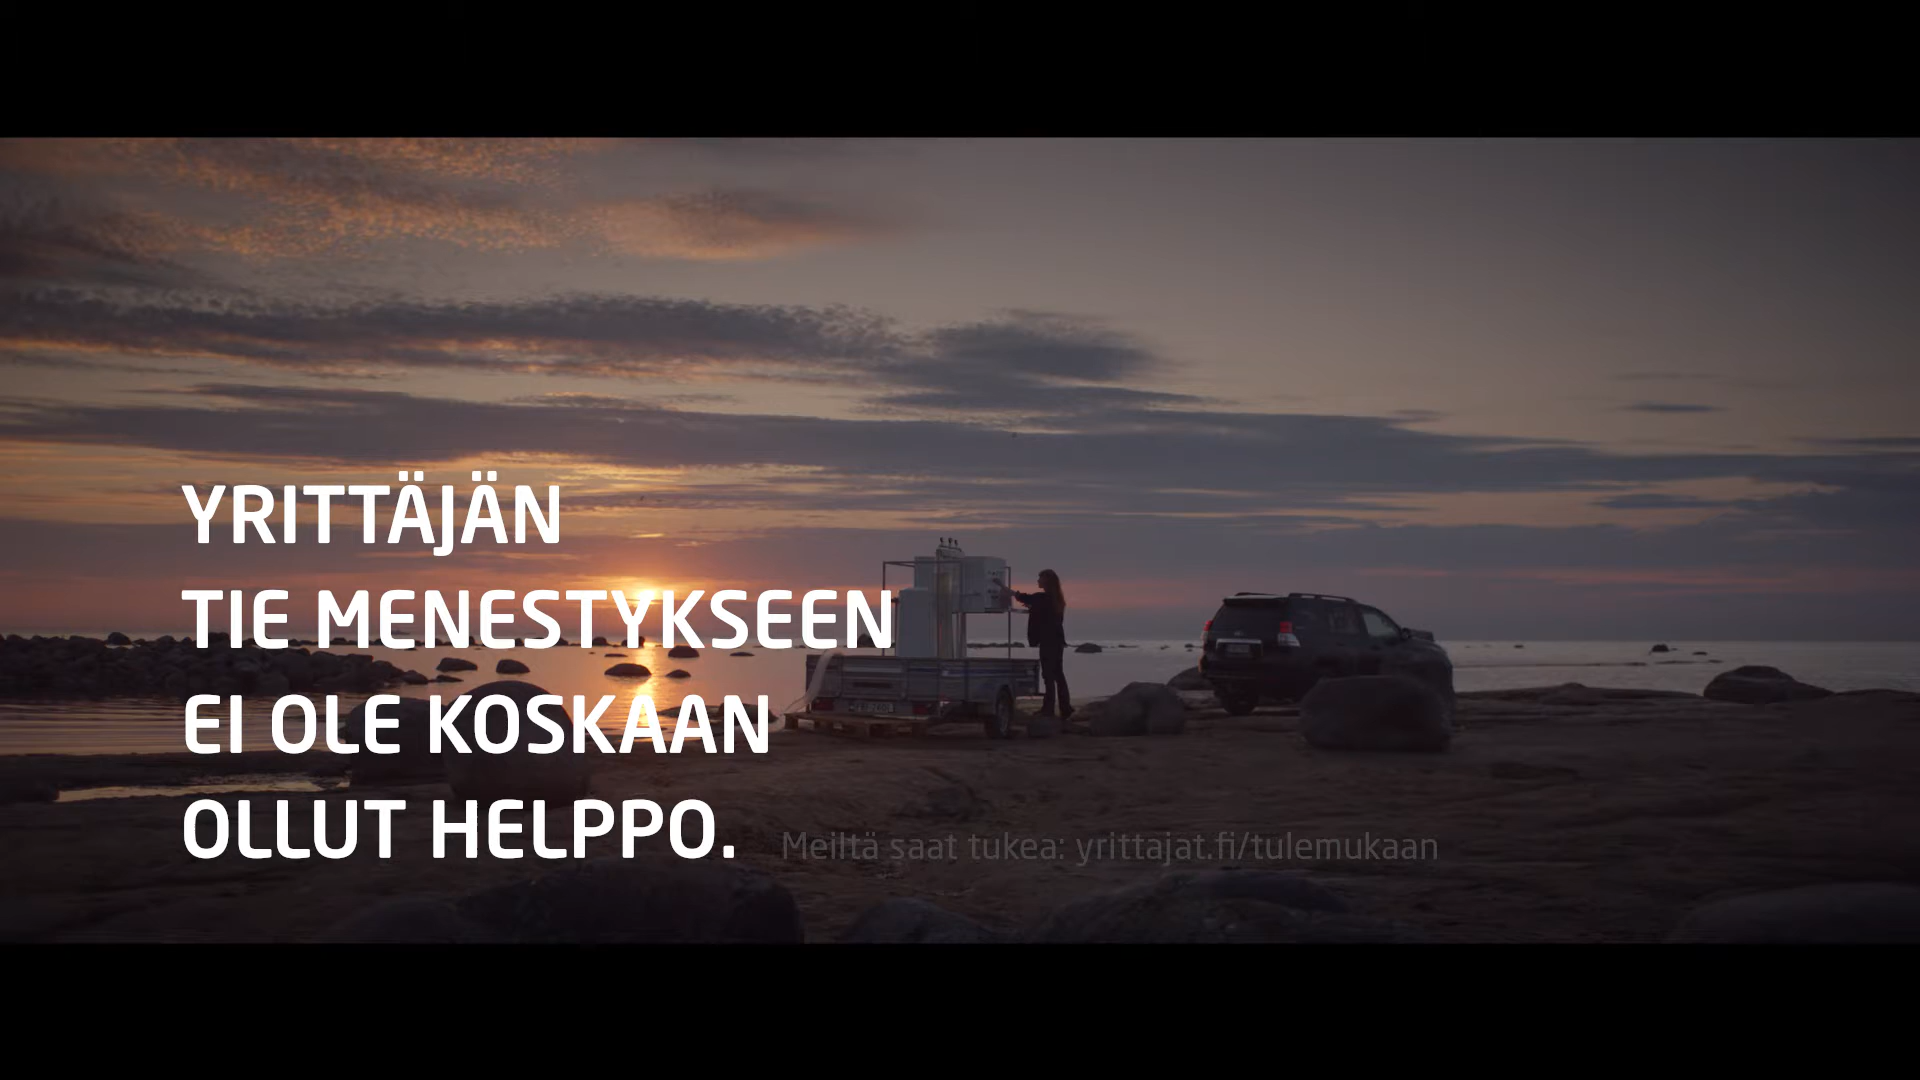 YRITTÄJÄN
TIE MENESTYKSEEN
EI OLE KOSKAAN
OLLUT HELPPO.
Meiltä saat tukea: yrittajat.fi/tulemukaan